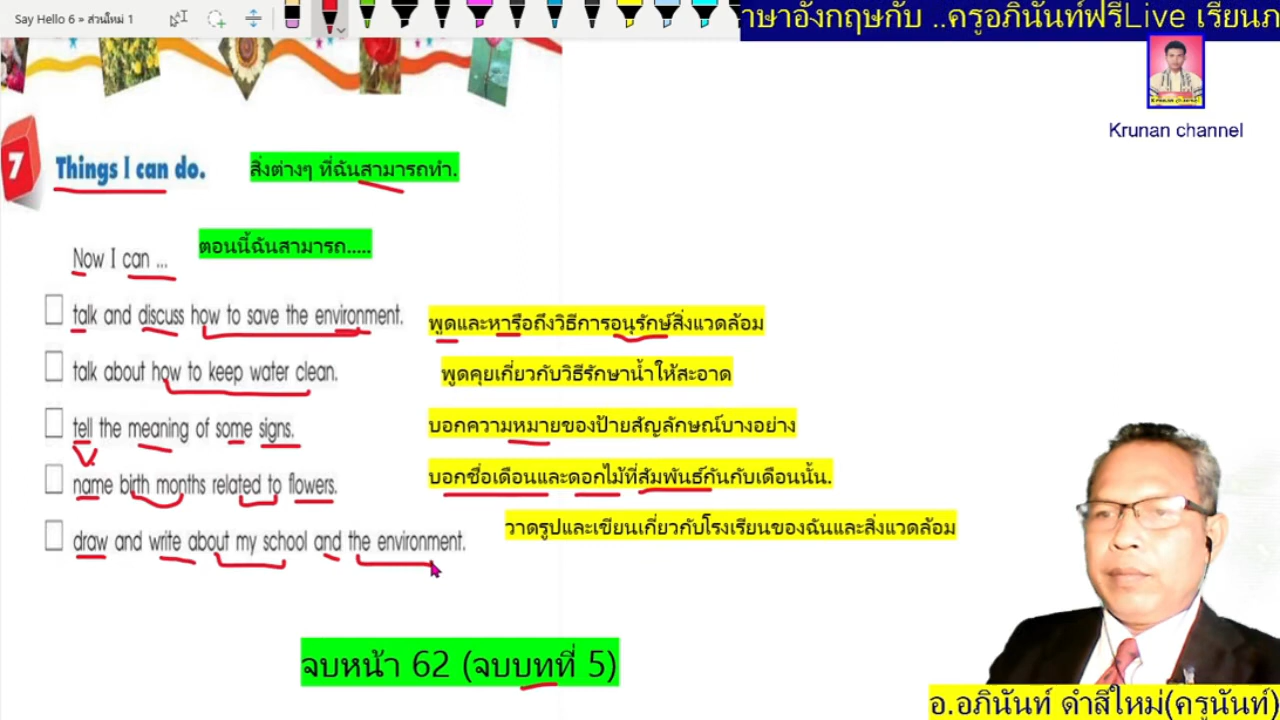 Say Hello 6 » ส่วนใหม่ 1
าษาอังกฤษกับ ..ครูอภินันท์ฟรีLive เรียนภ
Krunan channel
7 Things I can do.
สิ่งต่างๆ ที่ฉันสามารถทำ.
Now I can ...
ตอนนี้ฉันสามารถ.....
talk and discuss how to save the environment.
พูดและหารือถึงวิธีการอนุรักษ์สิ่งแวดล้อม
talk about how to keep water clean.
พูดคุยเกี่ยวกับวิธีรักษาน้ำให้สะอาด
tell the meaning of some signs.
บอกความหมายของป้ายสัญลักษณ์บางอย่าง
name birth months related to flowers.
บอกชื่อเดือนและดอกไม้ที่สัมพันธ์กันกับเดือนนั้น.
draw and write about my school and the environment.
วาดรูปและเขียนเกี่ยวกับโรงเรียนของฉันและสิ่งแวดล้อม
จบหน้า 62 (จบบทที่ 5)
อ.อภินันท์ ดำสีใหม่(ครูนันท์)